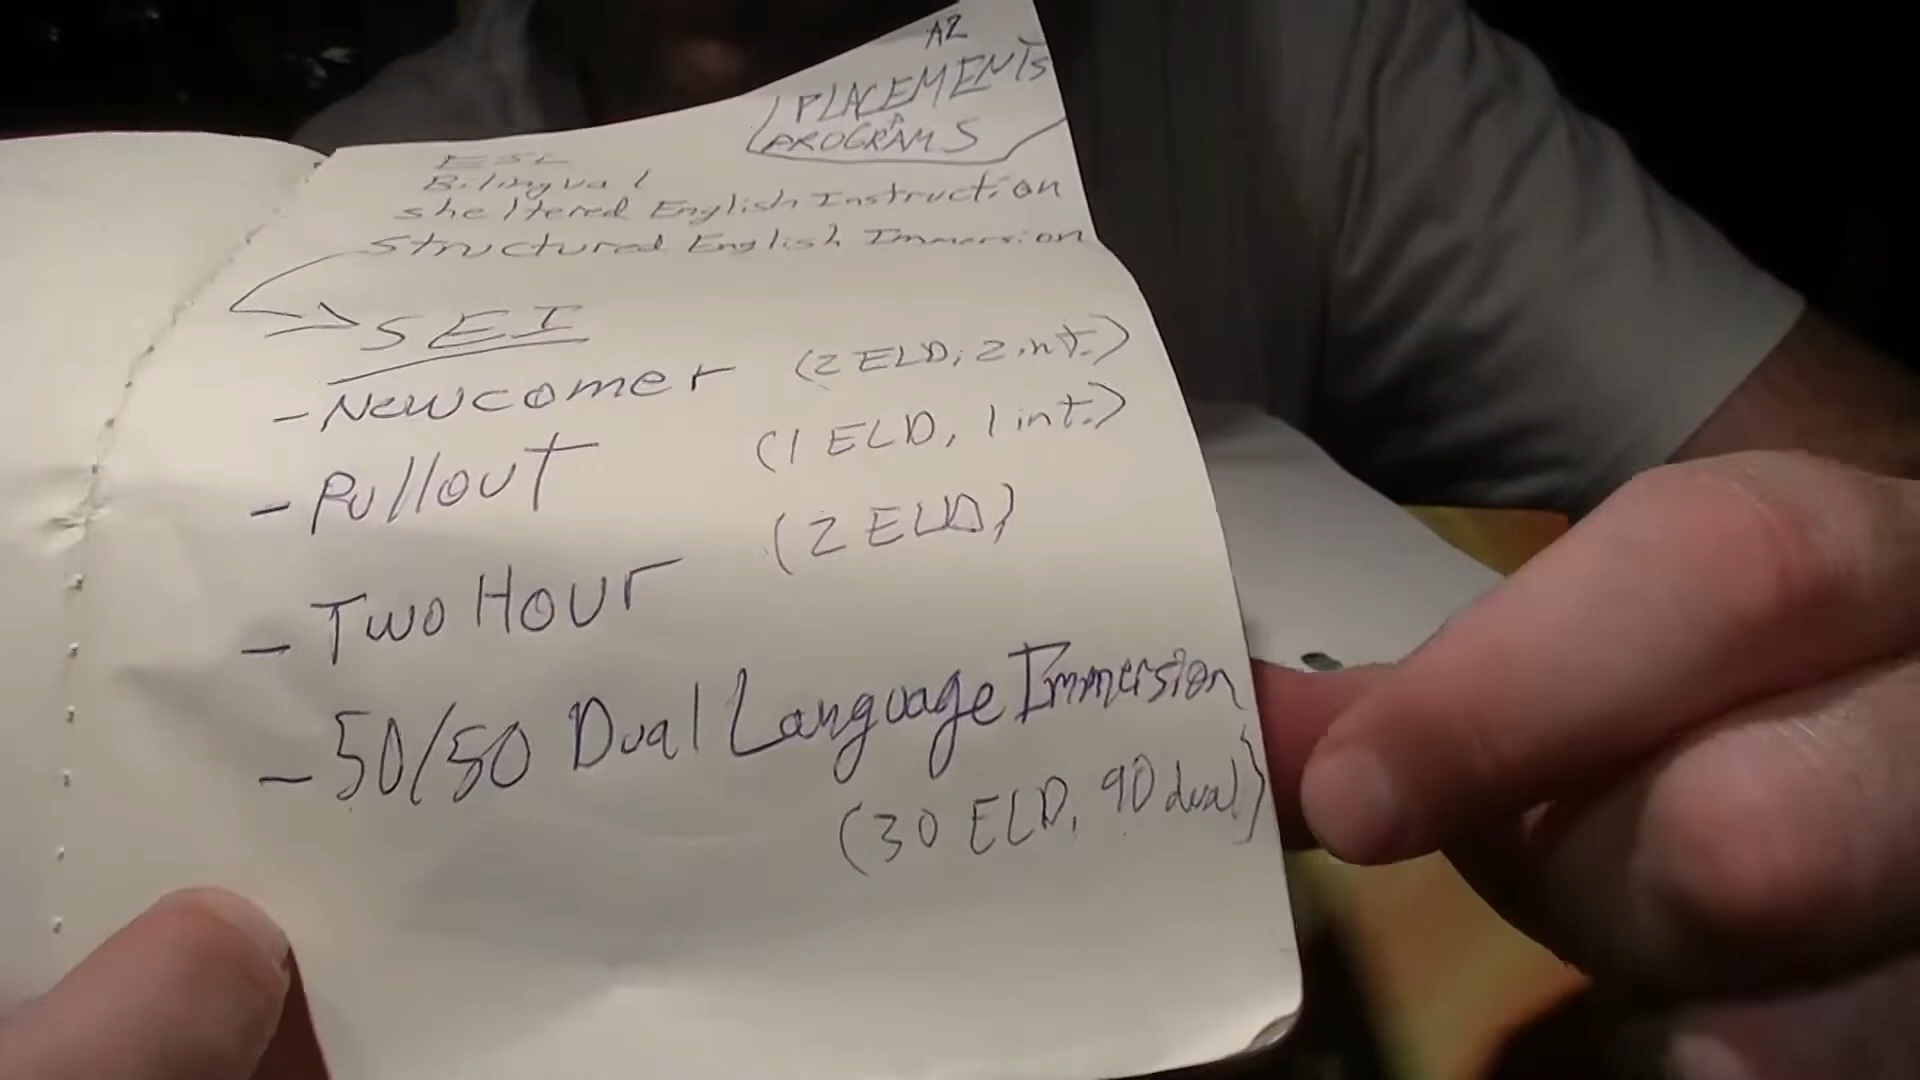 AZ
PLACEMENTS
PROGRAMS
ESL
Bilingual
sheltered English Instruction
Structured English Immersion
SEI
- Newcomer (2 ELD, 2 int.)
- Pullout (1 ELD, 1 int.)
- Two Hour (2 ELD)
- 50/50 Dual Language Immersion
(30 ELD, 90 dual)